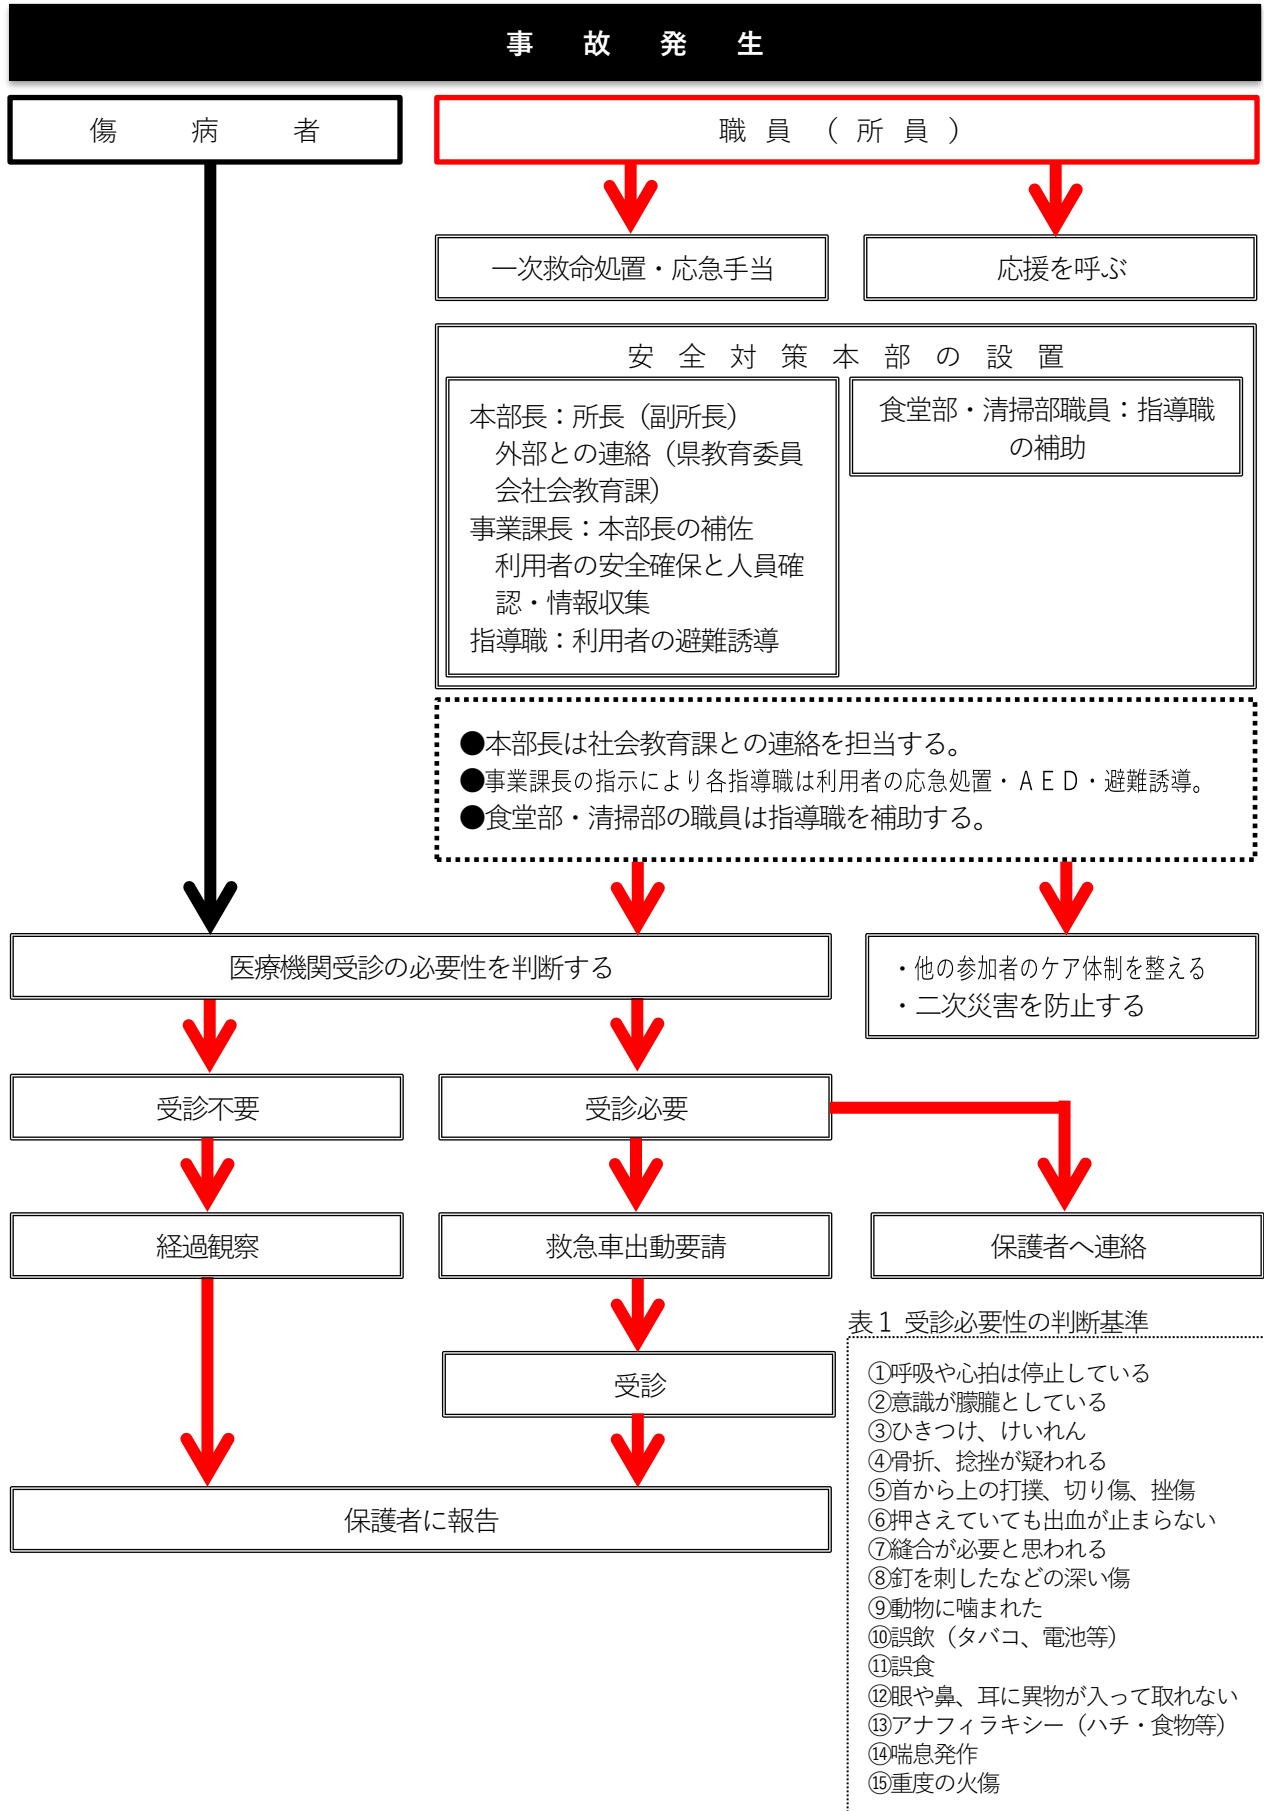 事故発生
傷病者
職員（所員）
一次救命処置・応急手当
応援を呼ぶ
安全対策本部の設置
本部長：所長（副所長）
外部との連絡（県教育委員
会社会教育課）
事業課長：本部長の補佐
利用者の安全確保と人員確
認・情報収集
指導職：利用者の避難誘導
食堂部・清掃部職員：指導職
の補助
●本部長は社会教育課との連絡を担当する。
●事業課長の指示により各指導職は利用者の応急処置・ＡＥＤ・避難誘導。
●食堂部・清掃部の職員は指導職を補助する。
医療機関受診の必要性を判断する
・他の参加者のケア体制を整える
・二次災害を防止する
受診不要
受診必要
経過観察
救急車出動要請
保護者へ連絡
受診
保護者に報告
表１ 受診必要性の判断基準
①呼吸や心拍は停止している
②意識が朦朧としている
③ひきつけ、けいれん
④骨折、捻挫が疑われる
⑤首から上の打撲、切り傷、挫傷
⑥押さえていても出血が止まらない
⑦縫合が必要と思われる
⑧釘を刺したなどの深い傷
⑨動物に噛まれた
⑩誤飲（タバコ、電池等）
⑪誤食
⑫眼や鼻、耳に異物が入って取れない
⑬アナフィラキシー（ハチ・食物等）
⑭喘息発作
⑮重度の火傷